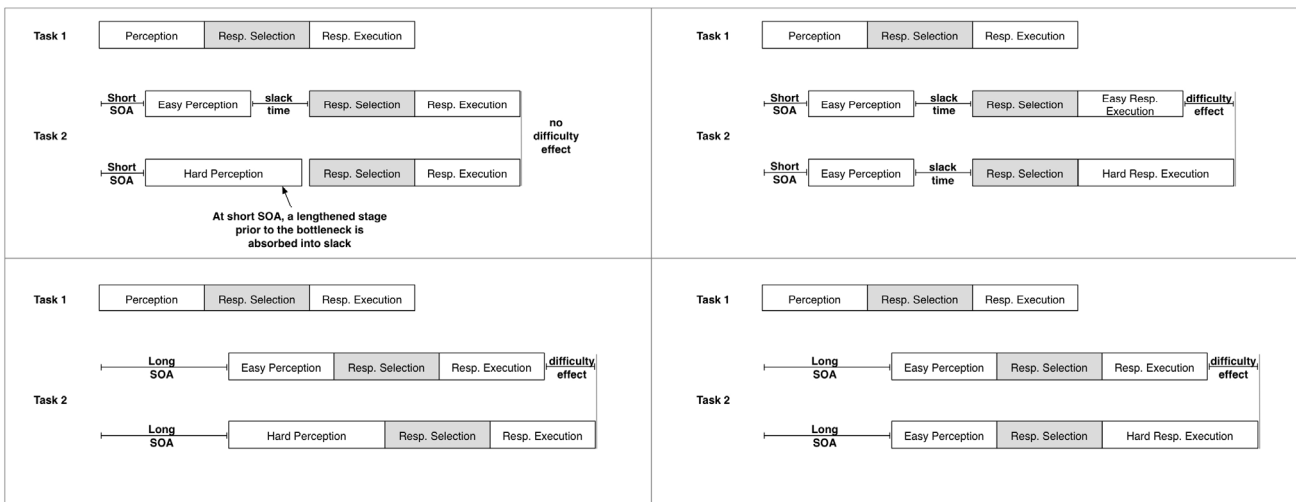 Task 1
Perception
Resp. Selection
Resp. Execution
Short
SOA
Easy Perception
slack
time
Resp. Selection
Resp. Execution
Task 2
no
difficulty
effect
Short
SOA
Hard Perception
Resp. Selection
Resp. Execution
At short SOA, a lengthened stage
prior to the bottleneck is
absorbed into slack
Task 1
Perception
Resp. Selection
Resp. Execution
Short
SOA
Easy Perception
slack
time
Resp. Selection
Easy Resp.
Execution
difficulty
effect
Task 2
Short
SOA
Easy Perception
slack
time
Resp. Selection
Hard Resp. Execution
Task 1
Perception
Resp. Selection
Resp. Execution
Long
SOA
Easy Perception
Resp. Selection
Resp. Execution
difficulty
effect
Task 2
Long
SOA
Hard Perception
Resp. Selection
Resp. Execution
Task 1
Perception
Resp. Selection
Resp. Execution
Long
SOA
Easy Perception
Resp. Selection
Resp. Execution
difficulty
effect
Task 2
Long
SOA
Easy Perception
Resp. Selection
Hard Resp. Execution